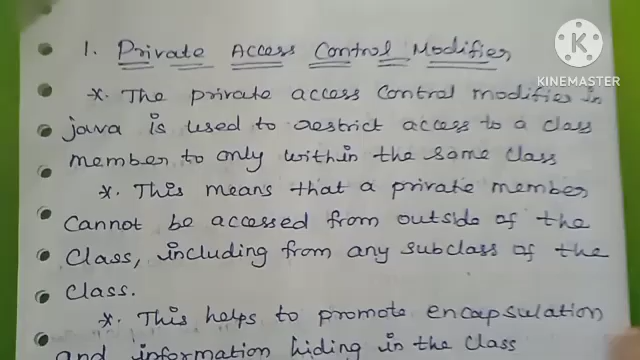 1. Private Access Control Modifier
KINEMASTER
*. The private access control modifier in
java is used to restrict access to a class
member to only within the same class
*. This means that a private member
cannot be accessed from outside of the
class, including from any subclass of the
class.
*. This helps to promote encapsulation
and information hiding in the class